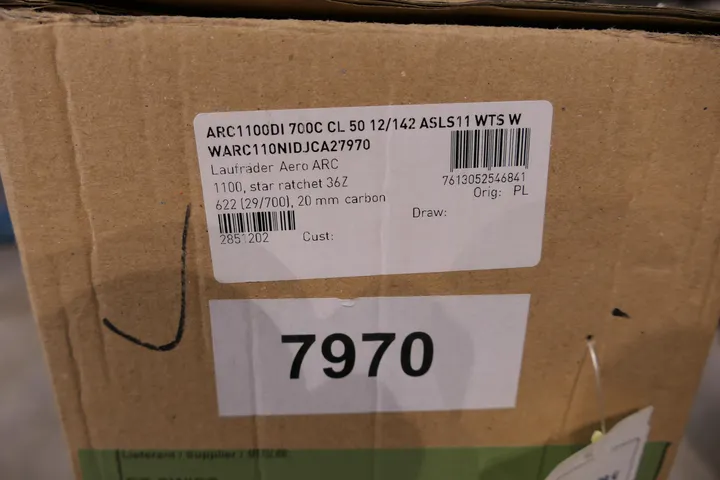 ARC1100DI 700C CL 50 12/142 ASLS11 WTS W
WARC110NIDJCA27970
Laufräder Aero ARC
1100, star ratchet 36Z
622 (29/700), 20 mm carbon
7613052546841
Orig: PL
Draw:
2851202
Cust:
7970
Lieferant / Supplier /